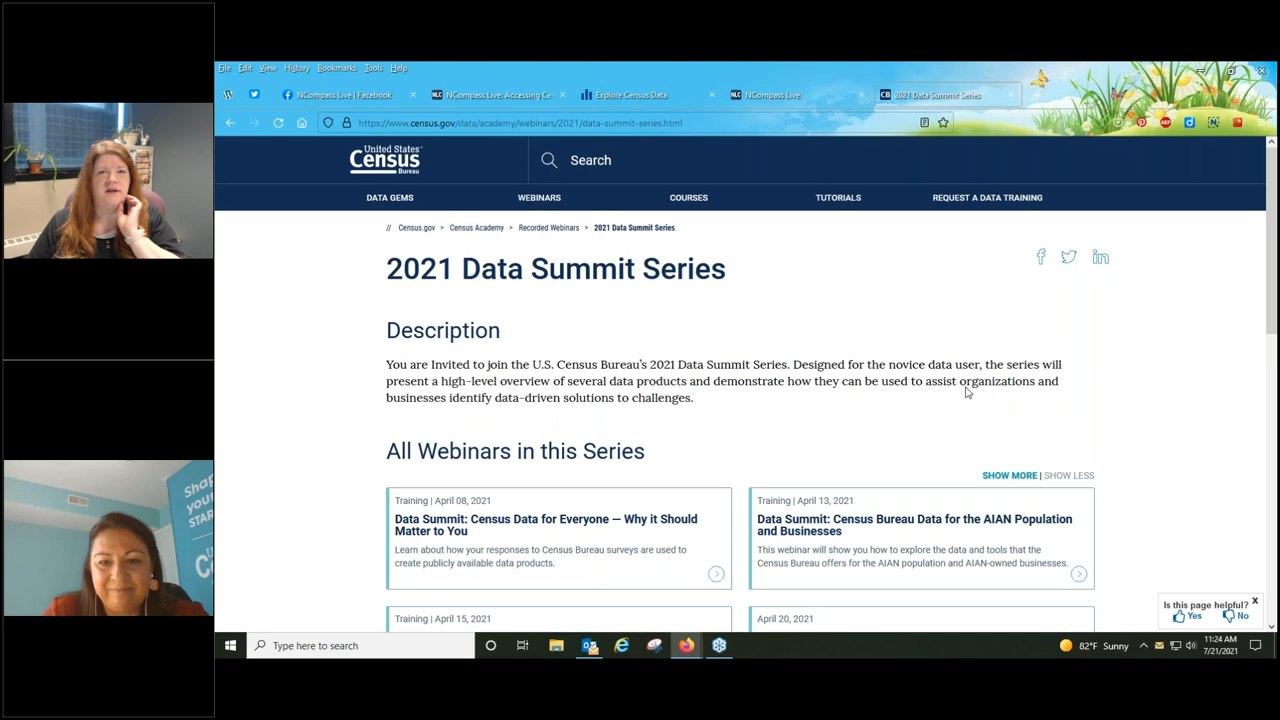 File Edit View History Bookmarks Tools Help
NCompass Live | Facebook
NLC NCompass Live: Accessing Ce
Explore Census Data
NLC NCompass Live
CB 2021 Data Summit Series
https://www.census.gov/data/academy/webinars/2021/data-summit-series.html
United States™
Census
Bureau
Search
DATA GEMS WEBINARS COURSES TUTORIALS REQUEST A DATA TRAINING
// Census.gov > Census Academy > Recorded Webinars > 2021 Data Summit Series
2021 Data Summit Series
Description
You are Invited to join the U.S. Census Bureau's 2021 Data Summit Series. Designed for the novice data user, the series will
present a high-level overview of several data products and demonstrate how they can be used to assist organizations and
businesses identify data-driven solutions to challenges.
All Webinars in this Series
SHOW MORE | SHOW LESS
Training | April 08, 2021
Data Summit: Census Data for Everyone — Why it Should
Matter to You
Learn about how your responses to Census Bureau surveys are used to
create publicly available data products.
Training | April 13, 2021
Data Summit: Census Bureau Data for the AIAN Population
and Businesses
This webinar will show you how to explore the data and tools that the
Census Bureau offers for the AIAN population and AIAN-owned businesses.
Training | April 15, 2021
April 20, 2021
Is this page helpful? X
Yes No
Type here to search
82°F Sunny
11:24 AM
7/21/2021
your
START